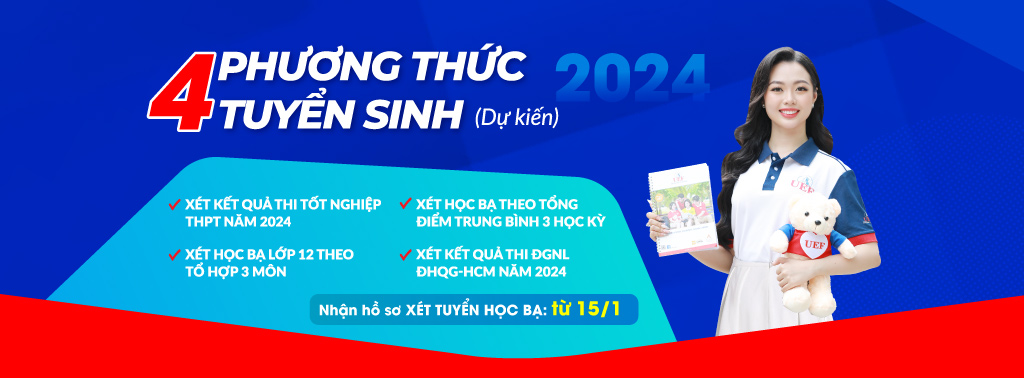 4 PHƯƠNG THỨC
TUYỂN SINH (Dự kiến)
2024
XÉT KẾT QUẢ THI TỐT NGHIỆP
THPT NĂM 2024
XÉT HỌC BẠ LỚP 12 THEO
TỔ HỢP 3 MÔN
XÉT HỌC BẠ THEO TỔNG
ĐIỂM TRUNG BÌNH 3 HỌC KỲ
XÉT KẾT QUẢ THI ĐGNL
ĐHQG-HCM NĂM 2024
Nhận hồ sơ XÉT TUYỂN HỌC BẠ: từ 15/1
UEF
UEF